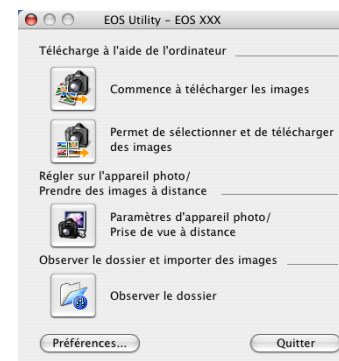 EOS Utility – EOS XXX
Télécharge à l'aide de l'ordinateur
Commence à télécharger les images
Permet de sélectionner et de télécharger
des images
Régler sur l'appareil photo/
Prendre des images à distance
Paramètres d'appareil photo/
Prise de vue à distance
Observer le dossier et importer des images
Observer le dossier
Préférences... Quitter